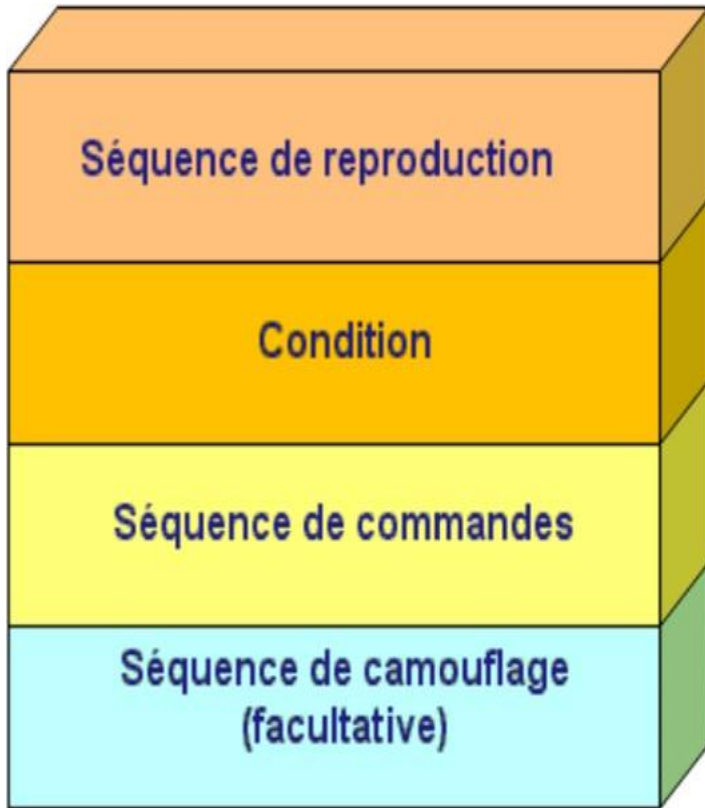 Séquence de reproduction
Condition
Séquence de commandes
Séquence de camouflage
(facultative)